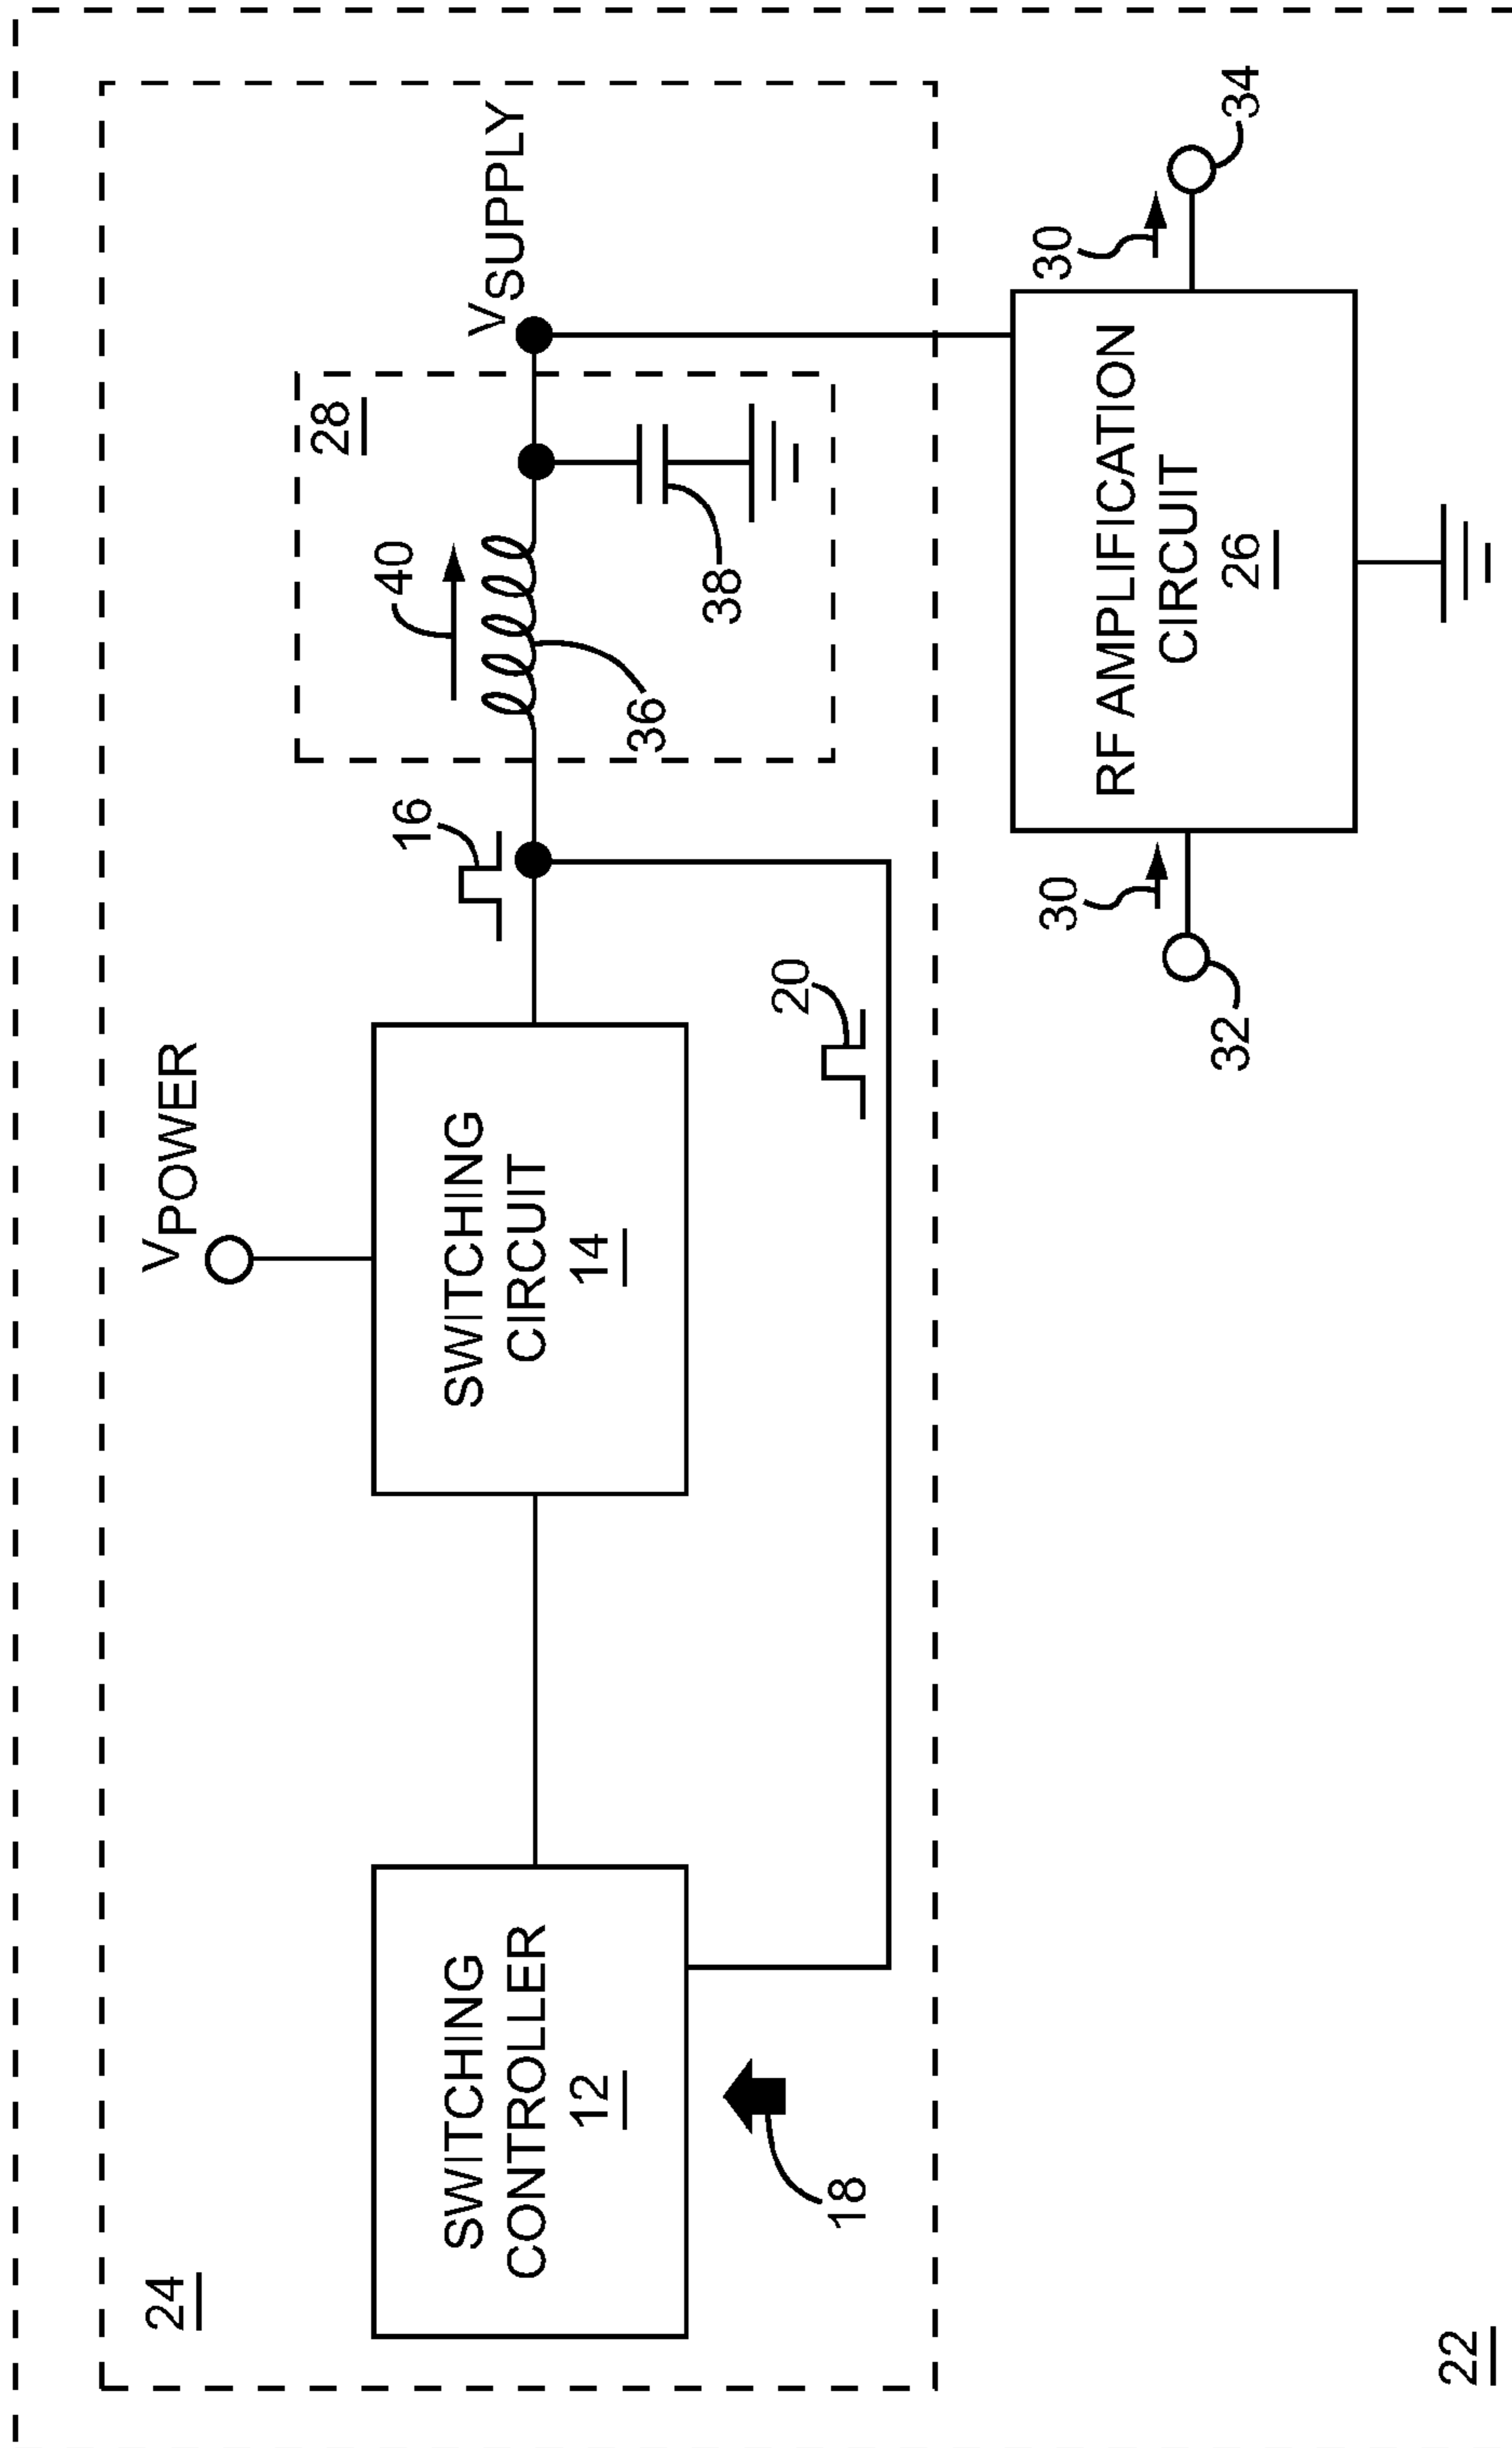 24
VPOWER
28
VSUPPLY
40
16
SWITCHING
CONTROLLER
12
SWITCHING
CIRCUIT
14
36
38
18
20
30
30
32
34
RF AMPLIFICATION
CIRCUIT
26
22